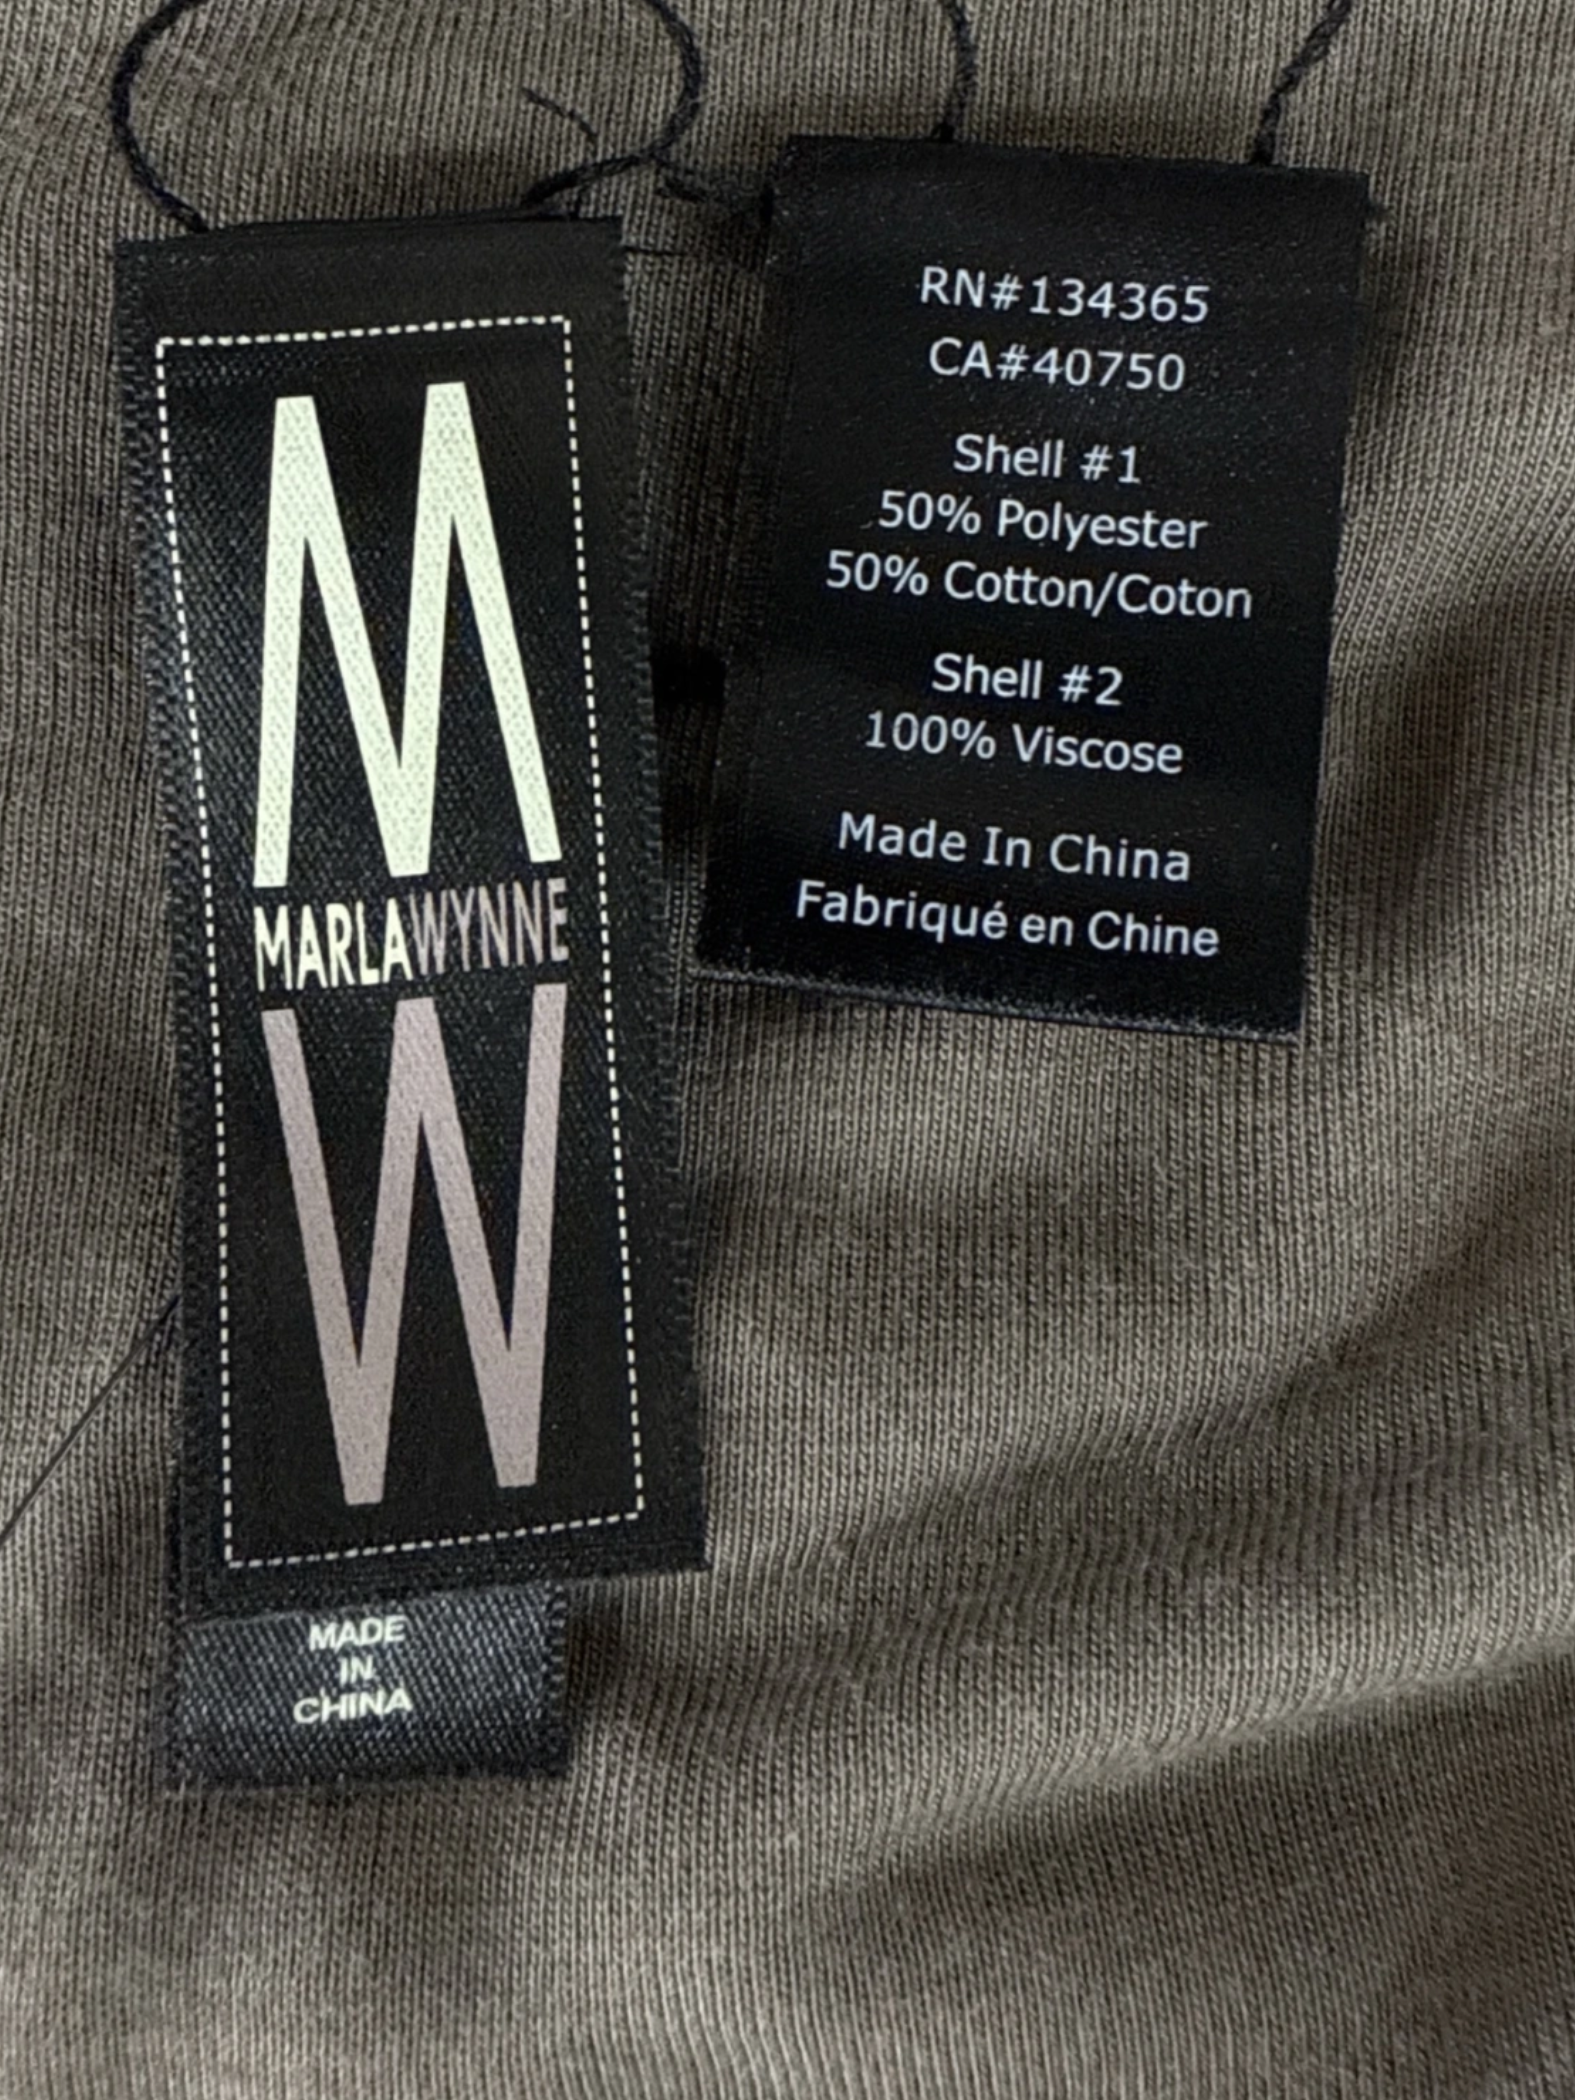 M
MARLAWYNNE
W
MADE
IN
CHINA
RN#134365
CA#40750
Shell #1
50% Polyester
50% Cotton/Coton
Shell #2
100% Viscose
Made In China
Fabriqué en Chine